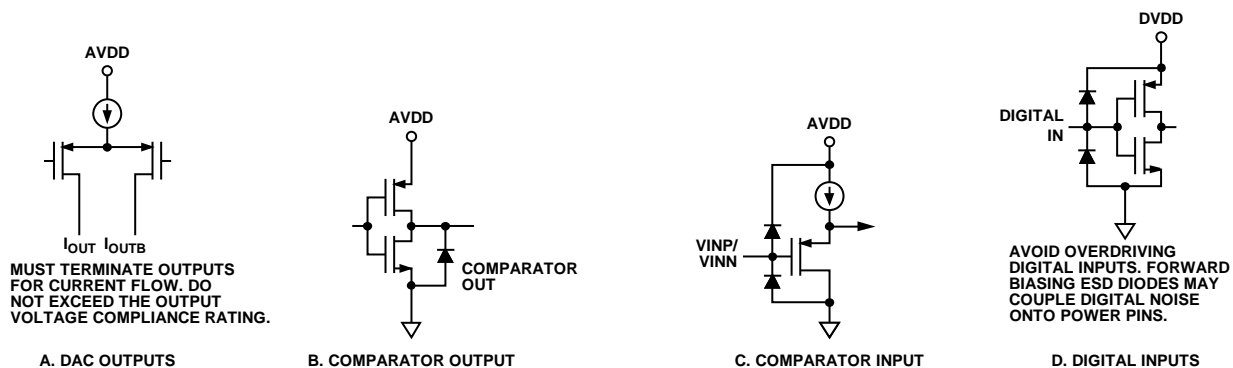 AVDD
I_OUT I_OUTB
MUST TERMINATE OUTPUTS
FOR CURRENT FLOW. DO
NOT EXCEED THE OUTPUT
VOLTAGE COMPLIANCE RATING.
A. DAC OUTPUTS
AVDD
COMPARATOR
OUT
B. COMPARATOR OUTPUT
AVDD
VINP/
VINN
C. COMPARATOR INPUT
DVDD
DIGITAL
IN
AVOID OVERDRIVING
DIGITAL INPUTS. FORWARD
BIASING ESD DIODES MAY
COUPLE DIGITAL NOISE
ONTO POWER PINS.
D. DIGITAL INPUTS